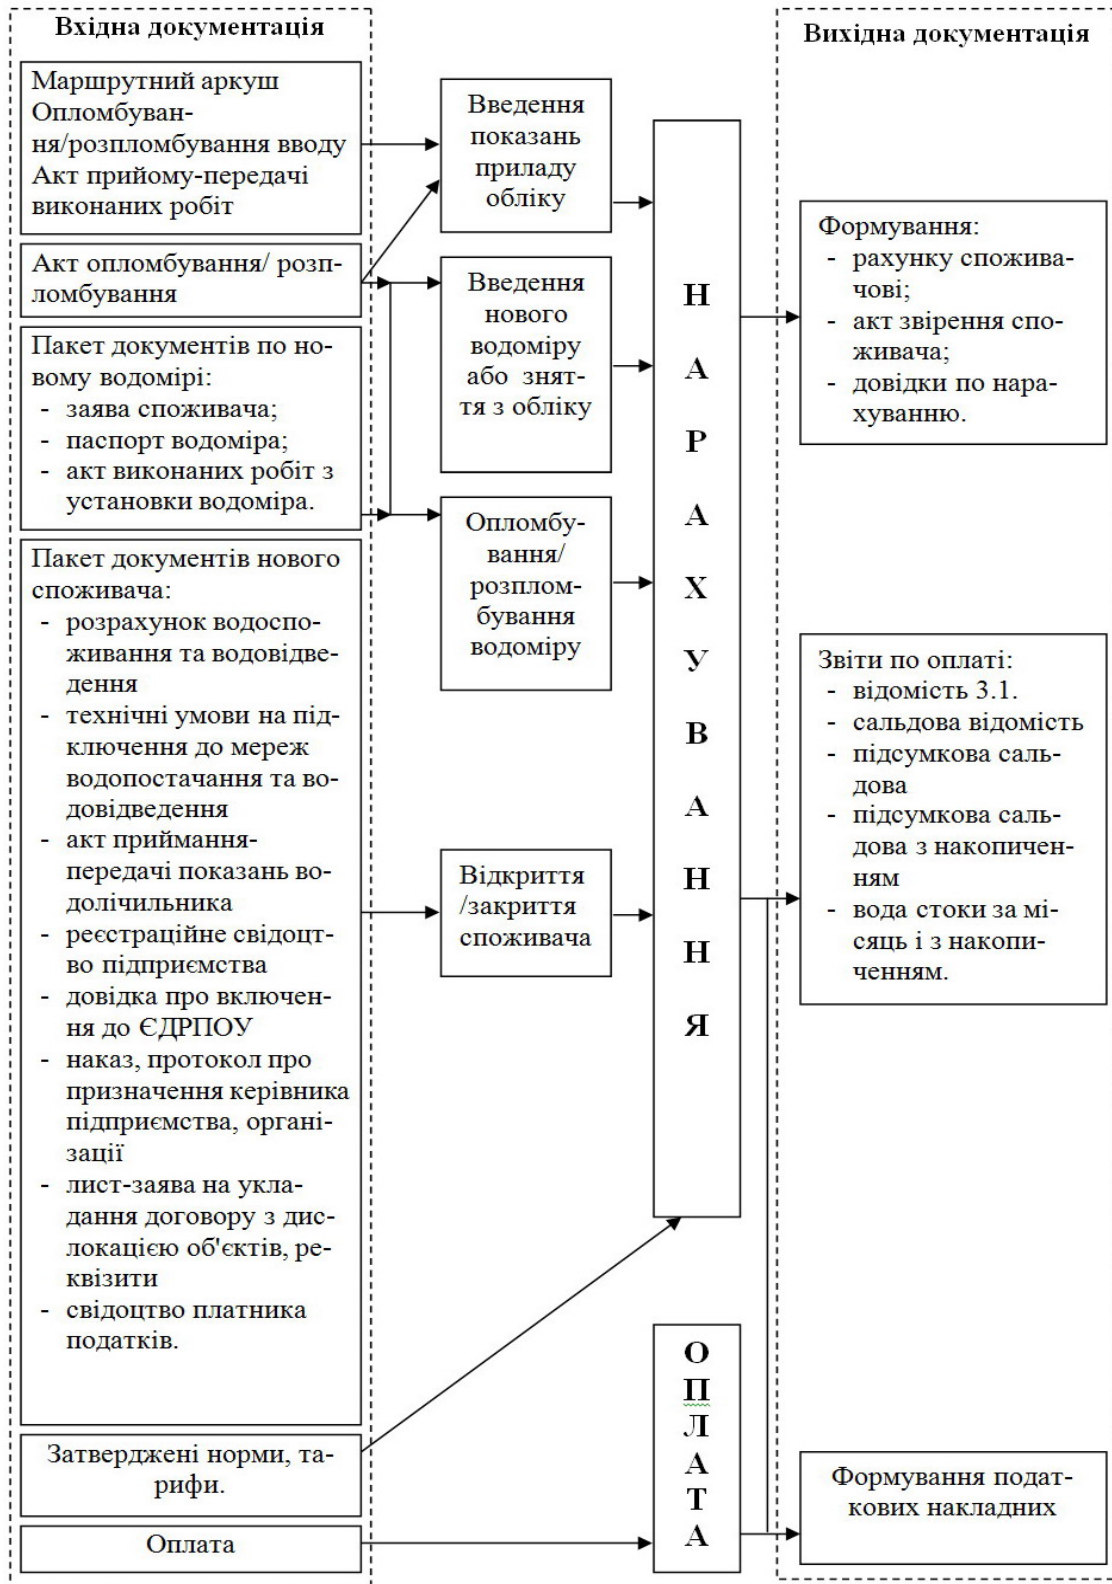 Вхідна документація
Маршрутний аркуш
Опломбуван-
ня/розпломбування вводу
Акт прийому-передачі
виконаних робіт
Акт опломбування/ розп-
ломбування
Пакет документів по но-
вому водомірі:
- заява споживача;
- паспорт водоміра;
- акт виконаних робіт з
установки водоміра.
Пакет документів нового
споживача:
- розрахунок водоспо-
живання та водовідве-
дення
- технічні умови на під-
ключення до мереж
водопостачання та во-
довідведення
- акт приймання-
передачі показань во-
долічильника
- реєстраційне свідоцт-
во підприємства
- довідка про включен-
ня до ЄДРПОУ
- наказ, протокол про
призначення керівника
підприємства, органі-
зації
- лист-заява на укла-
дання договору з дис-
локацією об'єктів, ре-
квізити
- свідоцтво платника
податків.
Затверджені норми, та-
рифи.
Оплата
Введення
показань
приладу
обліку
Введення
нового
водоміру
або знят-
тя з обліку
Опломбу-
вання/
розплом-
бування
водоміру
Відкриття
/закриття
споживача
Н
А
Р
А
Х
У
В
А
Н
Н
Я
О
П
Л
А
Т
А
Вихідна документація
Формування:
- рахунку спожива-
чові;
- акт звірення спо-
живача;
- довідки по нара-
хуванню.
Звіти по оплаті:
- відомість 3.1.
- сальдова відомість
- підсумкова саль-
дова
- підсумкова саль-
дова з накопичен-
ням
- вода стоки за мі-
сяць і з накопи-
ченням.
Формування подат-
кових накладних